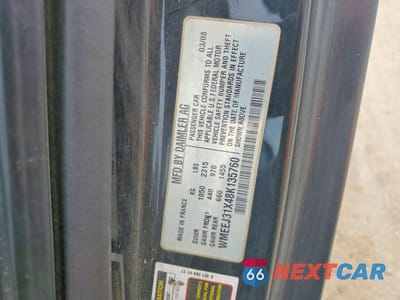 MFD BY DAIMLER AG 03/08
PASSENGER CAR
THIS VEHICLE CONFORMS TO ALL
APPLICABLE U.S FEDERAL MOTOR
VEHICLE SAFETY BUMPER AND THEFT
PREVENTION STANDARDS IN EFFECT
ON THE DATE OF MANUFACTURE
SHOWN ABOVE
MADE IN FRANCE KG LBS
GVWR 1050 2315
GAWR FRONT 440 970
GAWR REAR 660 1455
WMEEJ31X48K135760
66 NEXTCAR